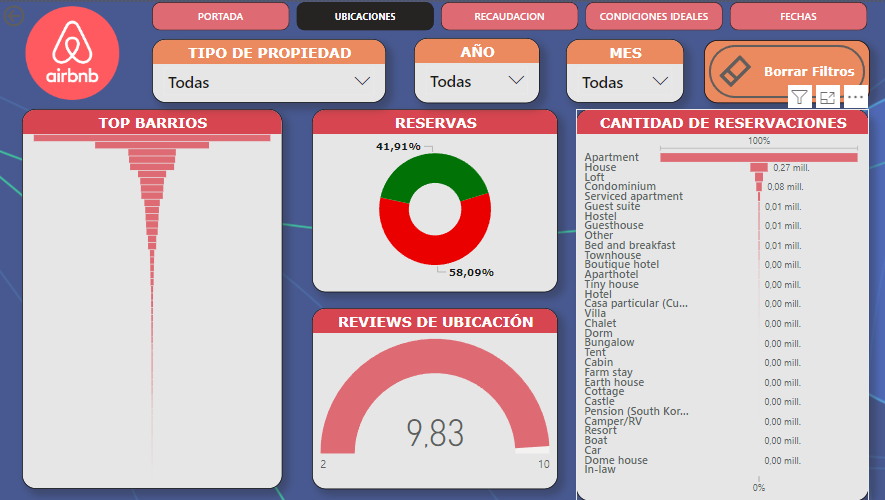 PORTADA
UBICACIONES
RECAUDACION
CONDICIONES IDEALES
FECHAS
airbnb
TIPO DE PROPIEDAD
Todas
AÑO
Todas
MES
Todas
Borrar Filtros
TOP BARRIOS
RESERVAS
41,91%
58,09%
REVIEWS DE UBICACIÓN
9,83
2
10
CANTIDAD DE RESERVACIONES
100%
Apartment
House 0,27 mill.
Loft
Condominium 0,08 mill.
Serviced apartment
Guest suite 0,01 mill.
Hostel
Guesthouse 0,01 mill.
Other
Bed and breakfast 0,01 mill.
Townhouse
Boutique hotel 0,00 mill.
Aparthotel
Tiny house 0,00 mill.
Hotel
Casa particular (Cu... 0,00 mill.
Villa
Chalet 0,00 mill.
Dorm
Bungalow 0,00 mill.
Tent
Cabin 0,00 mill.
Farm stay
Earth house 0,00 mill.
Cottage
Castle 0,00 mill.
Pension (South Kor...
Camper/RV 0,00 mill.
Resort
Boat 0,00 mill.
Car
Dome house 0,00 mill.
In-law
0%